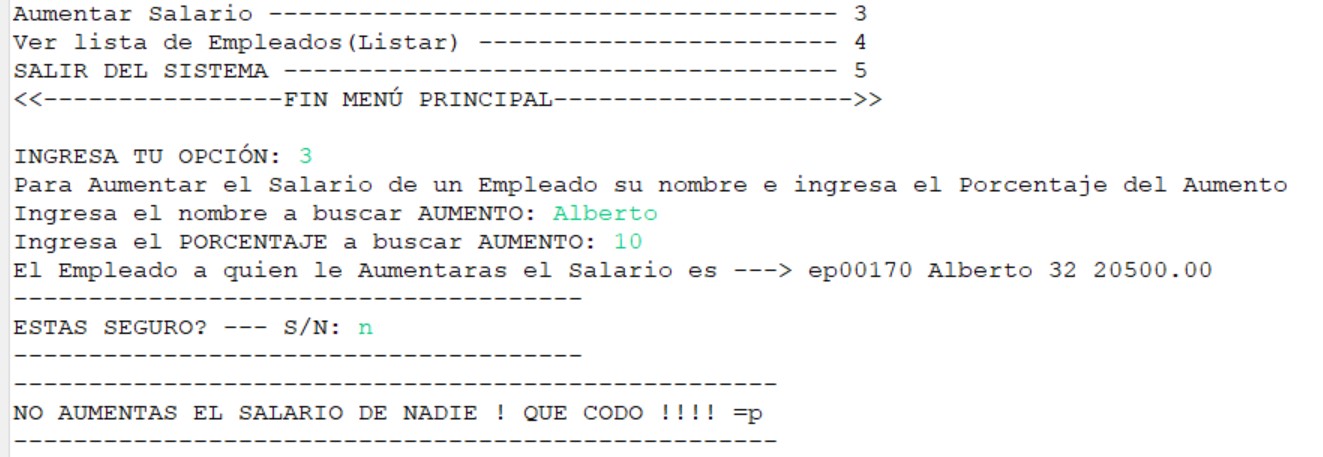 Aumentar Salario -------------------------------------- 3
Ver lista de Empleados(Listar) ------------------------ 4
SALIR DEL SISTEMA ------------------------------------- 5
<<----------------FIN MENÚ PRINCIPAL-------------------->>
INGRESA TU OPCIÓN: 3
Para Aumentar el Salario de un Empleado su nombre e ingresa el Porcentaje del Aumento
Ingresa el nombre a buscar AUMENTO: Alberto
Ingresa el PORCENTAJE a buscar AUMENTO: 10
El Empleado a quien le Aumentaras el Salario es ---> ep00170 Alberto 32 20500.00
--------------------------------------
ESTAS SEGURO? --- S/N: n
--------------------------------------
---------------------------------------------------
NO AUMENTAS EL SALARIO DE NADIE ! QUE CODO !!!! =p
---------------------------------------------------